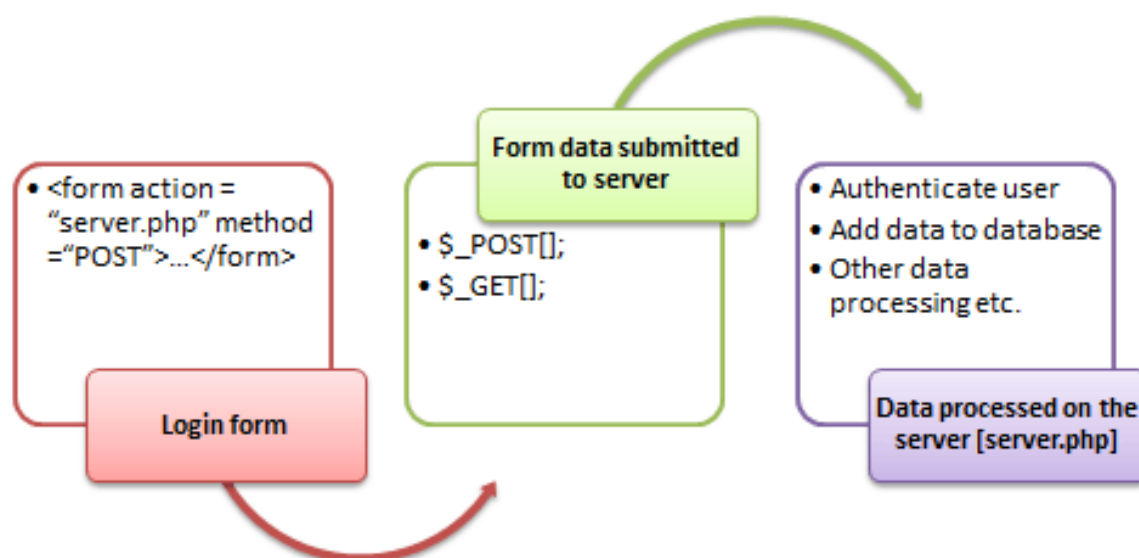 • <form action =
“server.php” method
=“POST”>...</form>
Login form
Form data submitted
to server
• $_POST[];
• $_GET[];
• Authenticate user
• Add data to database
• Other data
processing etc.
Data processed on the
server [server.php]